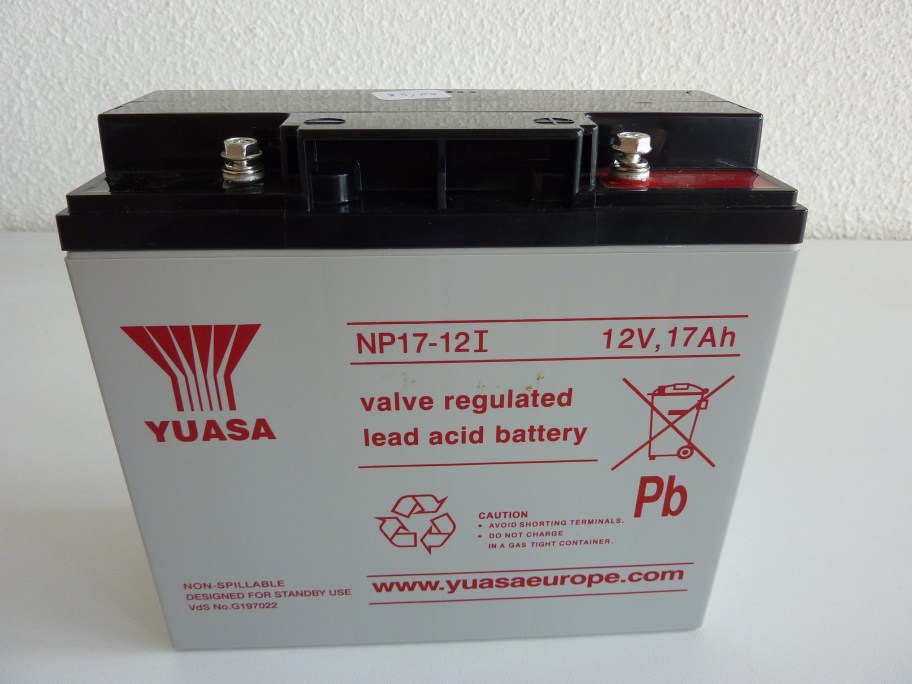 YUASA
NP17-12I 12V, 17Ah
valve regulated
lead acid battery
Pb
CAUTION
• AVOID SHORTING TERMINALS.
• DO NOT CHARGE
IN A GAS TIGHT CONTAINER.
www.yuasaeurope.com
NON-SPILLABLE
DESIGNED FOR STANDBY USE
VdS No.G197022